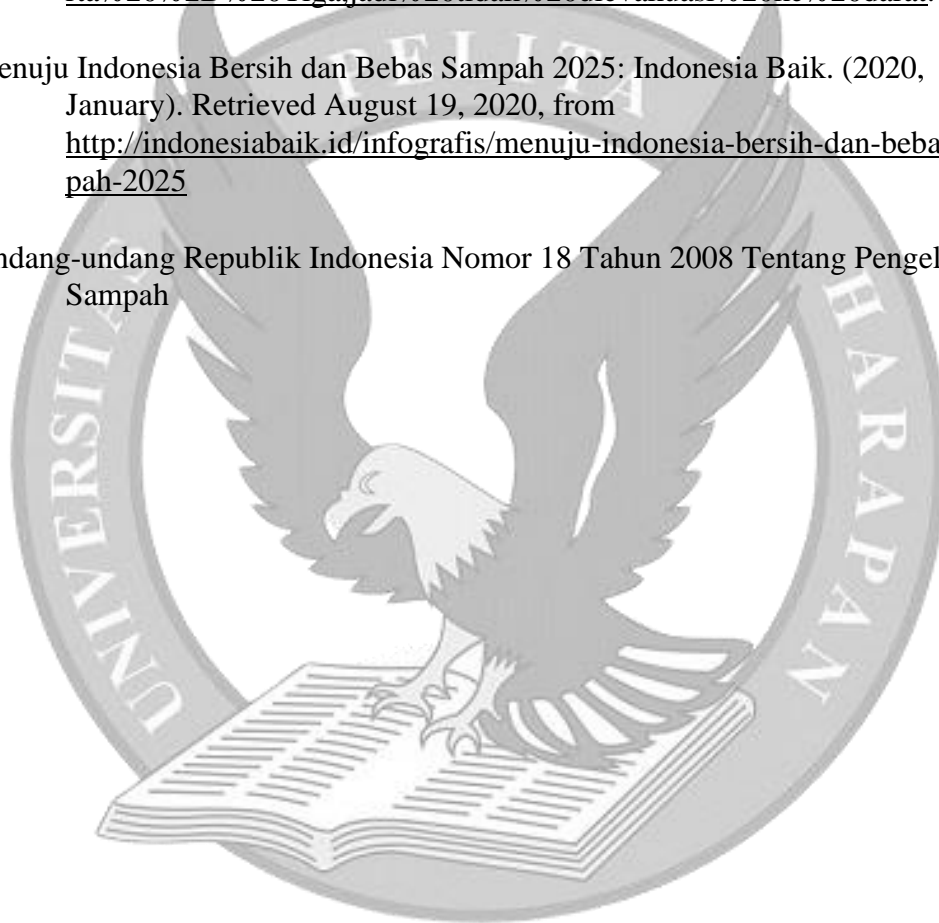 enuju Indonesia Bersih dan Bebas Sampah 2025: Indonesia Baik. (2020,
January). Retrieved August 19, 2020, from
http://indonesiabaik.id/infografis/menuju-indonesia-bersih-dan-beba
pah-2025
ndang-undang Republik Indonesia Nomor 18 Tahun 2008 Tentang Pengel
Sampah
UNIVERSITAS
PELITA
HARAPAN